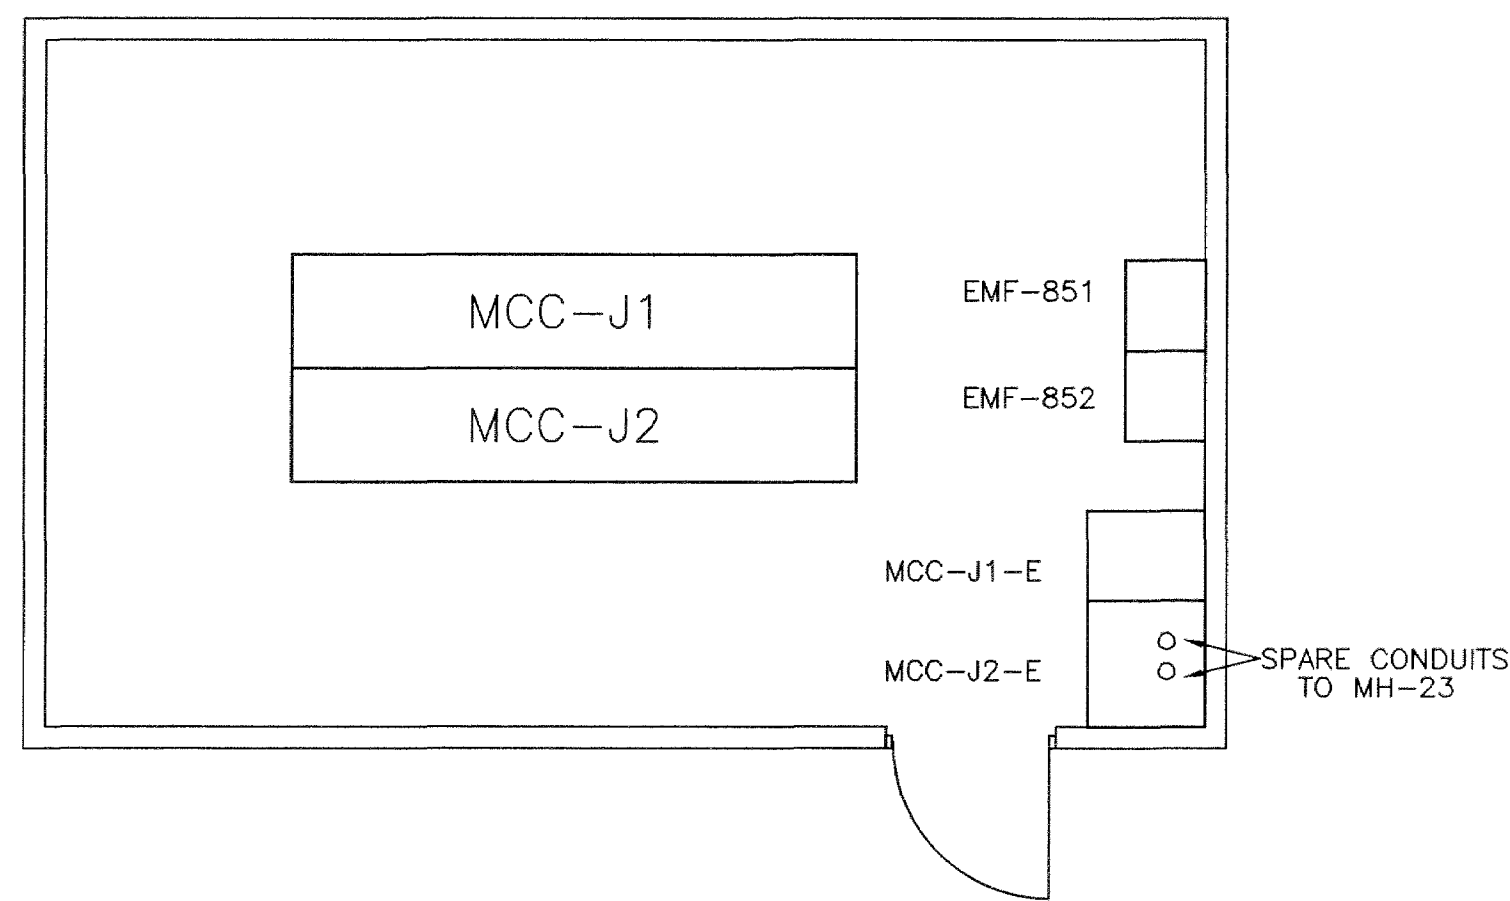 MCC-J1
MCC-J2
EMF-851
EMF-852
MCC-J1-E
MCC-J2-E
SPARE CONDUITS
TO MH-23